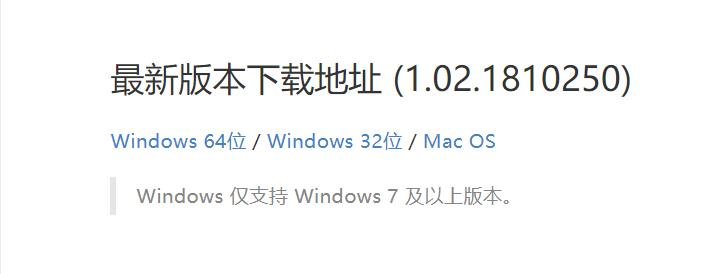 最新版本下载地址 (1.02.1810250)
Windows 64位 / Windows 32位 / Mac OS
Windows 仅支持 Windows 7 及以上版本。